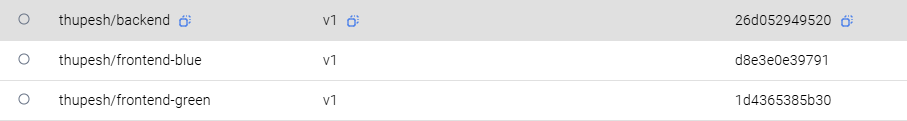 thupesh/backend v1 26d052949520
thupesh/frontend-blue v1 d8e3e0e39791
thupesh/frontend-green v1 1d4365385b30